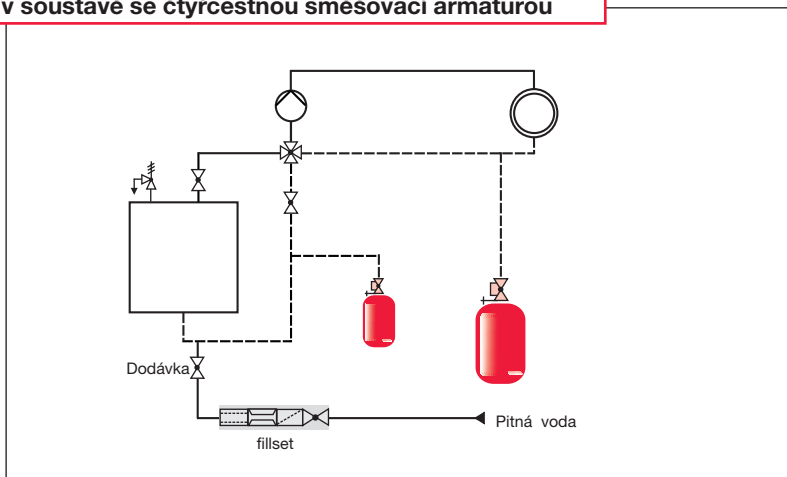 v soustavě se čtyřcestnou směšovací armaturou
Dodávka
Pitná voda
fillset